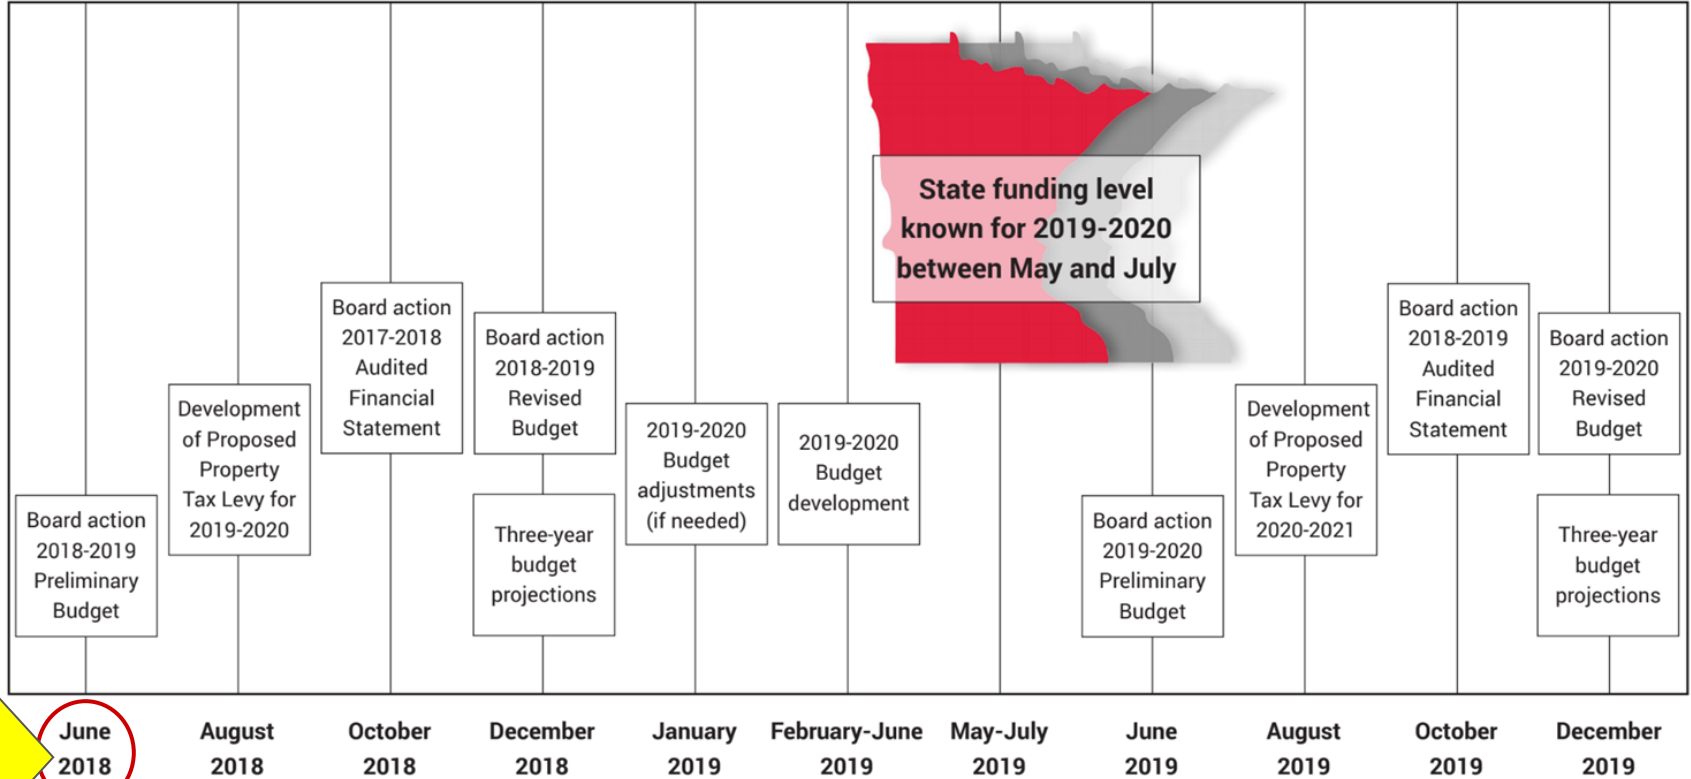 State funding level
known for 2019-2020
between May and July
Board action
2018-2019
Preliminary
Budget
Development
of Proposed
Property
Tax Levy for
2019-2020
Board action
2017-2018
Audited
Financial
Statement
Board action
2018-2019
Revised
Budget
Three-year
budget
projections
2019-2020
Budget
adjustments
(if needed)
2019-2020
Budget
development
Board action
2019-2020
Preliminary
Budget
Development
of Proposed
Property
Tax Levy for
2020-2021
Board action
2018-2019
Audited
Financial
Statement
Board action
2019-2020
Revised
Budget
Three-year
budget
projections
June
2018
August
2018
October
2018
December
2018
January
2019
February-June
2019
May-July
2019
June
2019
August
2019
October
2019
December
2019